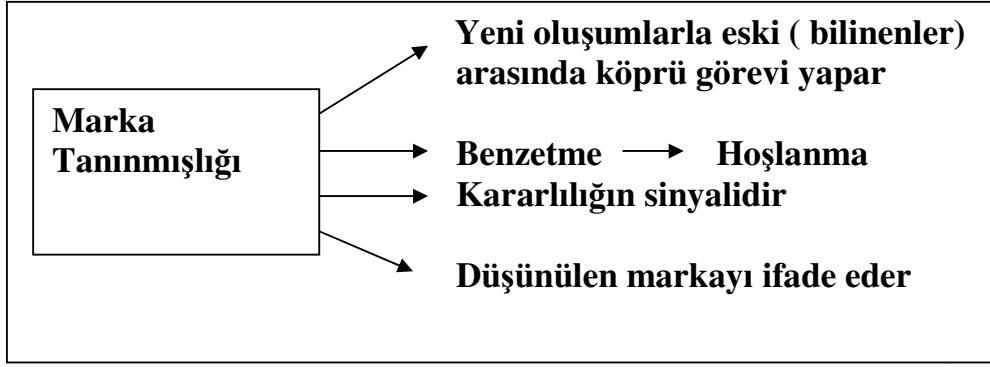 Yeni oluşumlarla eski ( bilinenler)
arasında köprü görevi yapar
Marka
Tanınmışlığı
Benzetme → Hoşlanma
Kararlılığın sinyalidir
Düşünülen markayı ifade eder